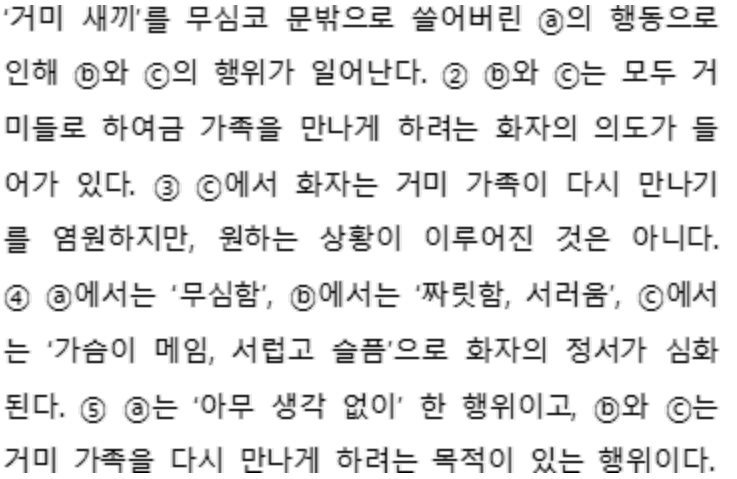 ‘거미 새끼’를 무심코 문밖으로 쓸어버린 ⓐ의 행동으로
인해 ⓑ와 ⓒ의 행위가 일어난다. ② ⓑ와 ⓒ는 모두 거
미들로 하여금 가족을 만나게 하려는 화자의 의도가 들
어가 있다. ③ ⓒ에서 화자는 거미 가족이 다시 만나기
를 염원하지만, 원하는 상황이 이루어진 것은 아니다.
④ ⓐ에서는 ‘무심함’, ⓑ에서는 ‘짜릿함, 서러움’, ⓒ에서
는 ‘가슴이 메임, 서럽고 슬픔’으로 화자의 정서가 심화
된다. ⑤ ⓐ는 ‘아무 생각 없이’ 한 행위이고, ⓑ와 ⓒ는
거미 가족을 다시 만나게 하려는 목적이 있는 행위이다.